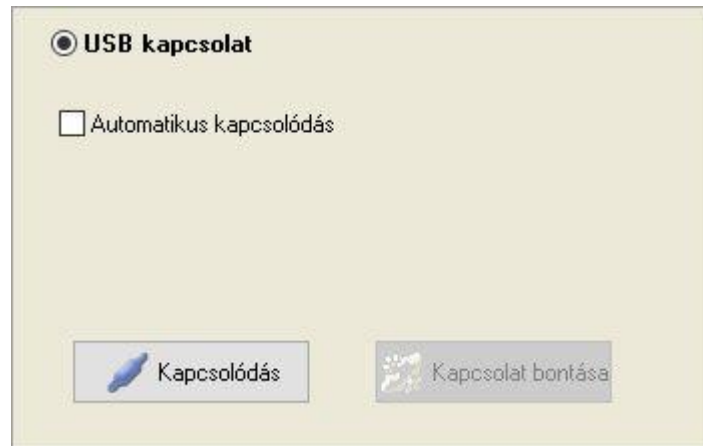 USB kapcsolat
Automatikus kapcsolódás
Kapcsolódás
Kapcsolat bontása